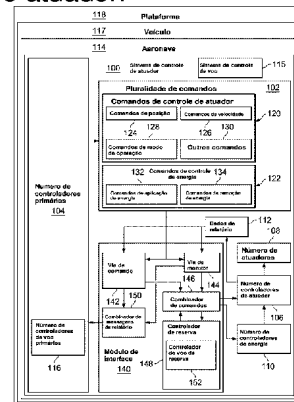 118 Plataforma
117 Veículo
114 Aeronave
100 Sistema de controle de atuador
Sistema de controle de voo 115
Pluralidade de comandos 102
Comandos de controle de atuador
Comandos de posição
Comandos de velocidade
124 128 126 130
120
Comandos de modo de operação
Outros comandos
132 Comandos de controle de energia 134
Comandos de aplicação de energia
Comandos de remoção de energia
122
Numero de controladores primários 104
Dados de relatório 112
108
Número de atuadores
Via de comando
Via de monitor
142 150 146 144
Combinador de comandos
Número de controladores de atuador
106
Combinador de mensagens de relatório
Controlador de reserva
Número de controladores de voo primários
116
Módulo de interface
140
148
Controlador de voo de reserva
152
Número de controladores de energia
110